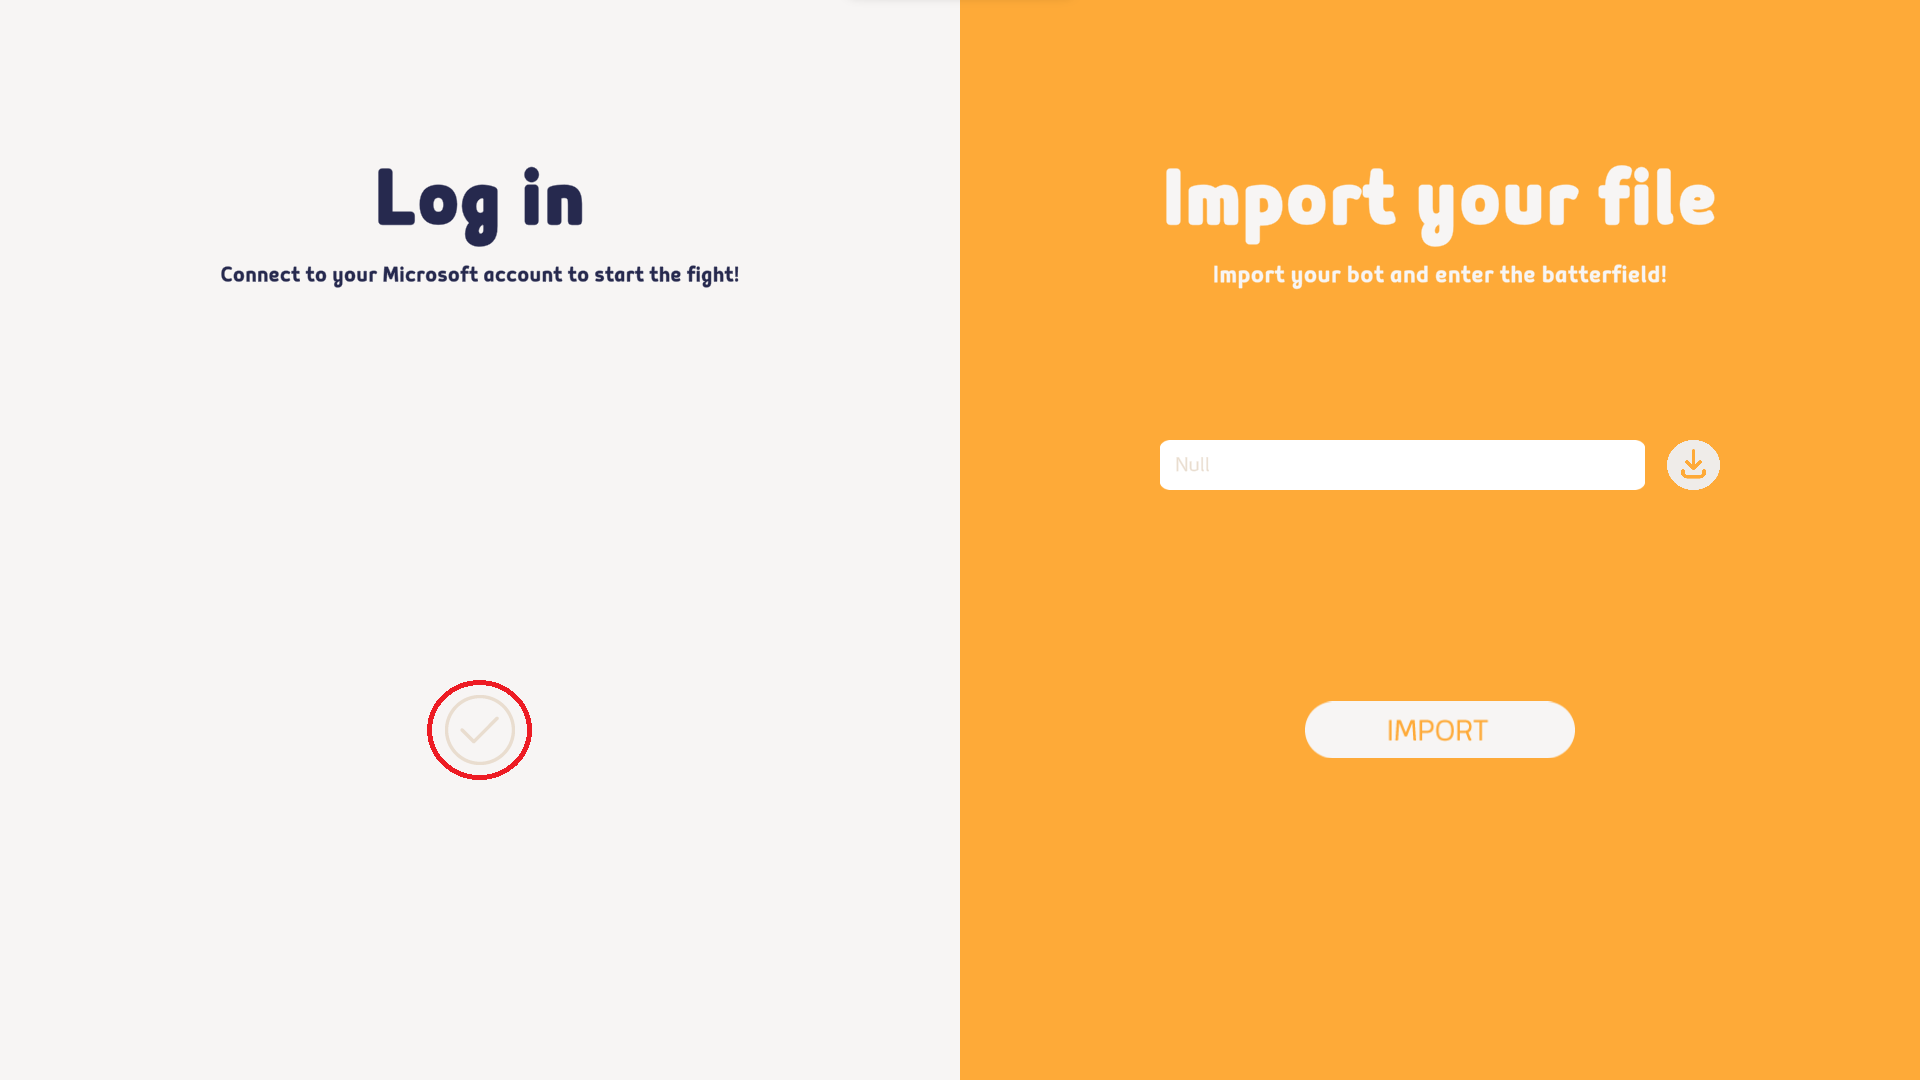 Log in
Connect to your Microsoft account to start the fight!
Import your file
Import your bot and enter the batterfield!
Null
IMPORT